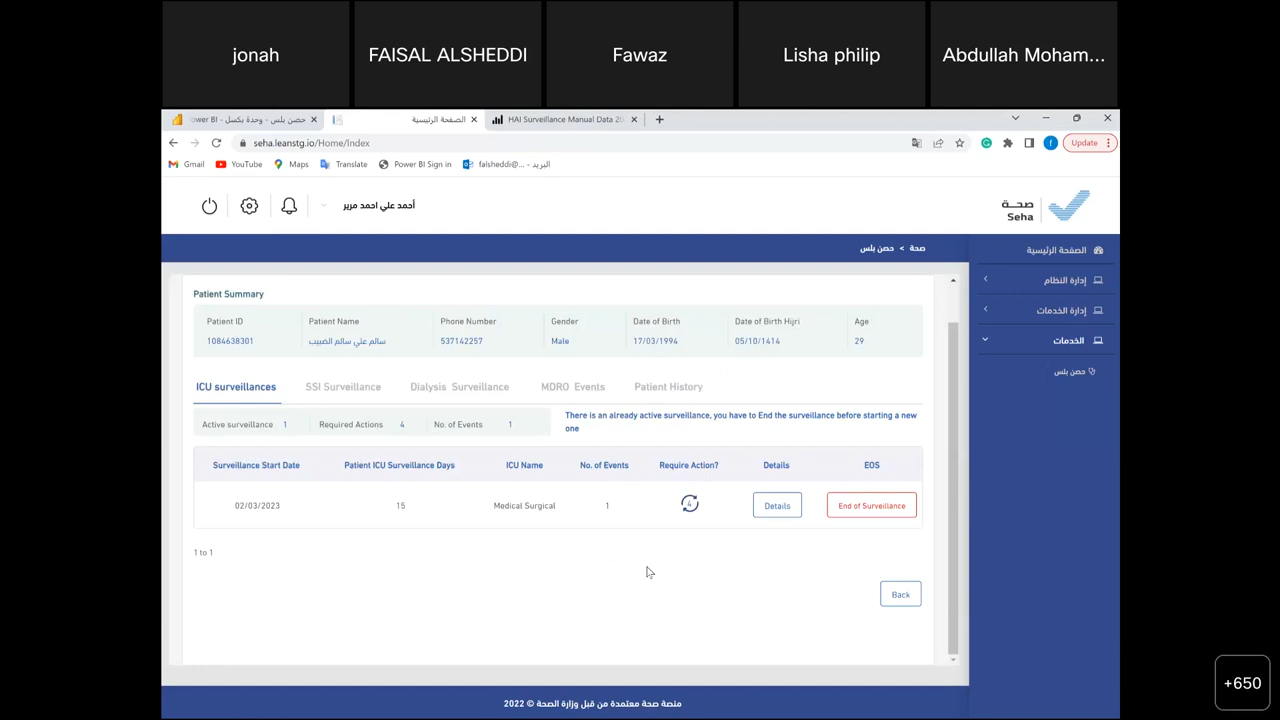 jonah
FAISAL ALSHEDDI
Fawaz
Lisha philip
Abdullah Moham...
ower BI - حصن بلس - وحدة بكسل
الصفحة الرئيسية
HAI Surveillance Manual Data 20
seha.leanstg.io/Home/Index
Update
Gmail
YouTube
Maps
Translate
Power BI Sign in
falsheddi@... - البريد
أحمد علي احمد مرير
صحة
Seha
صحة > حصن بلس
الصفحة الرئيسية
إدارة النظام
إدارة الخدمات
الخدمات
حصن بلس
Patient Summary
Patient ID Patient Name Phone Number Gender Date of Birth Date of Birth Hijri Age
1084638301 سالم علي سالم الضبيب 537142257 Male 17/03/1994 05/10/1414 29
ICU surveillances SSI Surveillance Dialysis Surveillance MDRO Events Patient History
Active surveillance 1 Required Actions 4 No. of Events 1
There is an already active surveillance, you have to End the surveillance before starting a new
one
Surveillance Start Date Patient ICU Surveillance Days ICU Name No. of Events Require Action? Details EOS
02/03/2023 15 Medical Surgical 1 4 Details End of Surveillance
1 to 1
Back
منصة صحة معتمدة من قبل وزارة الصحة © 2022
+650